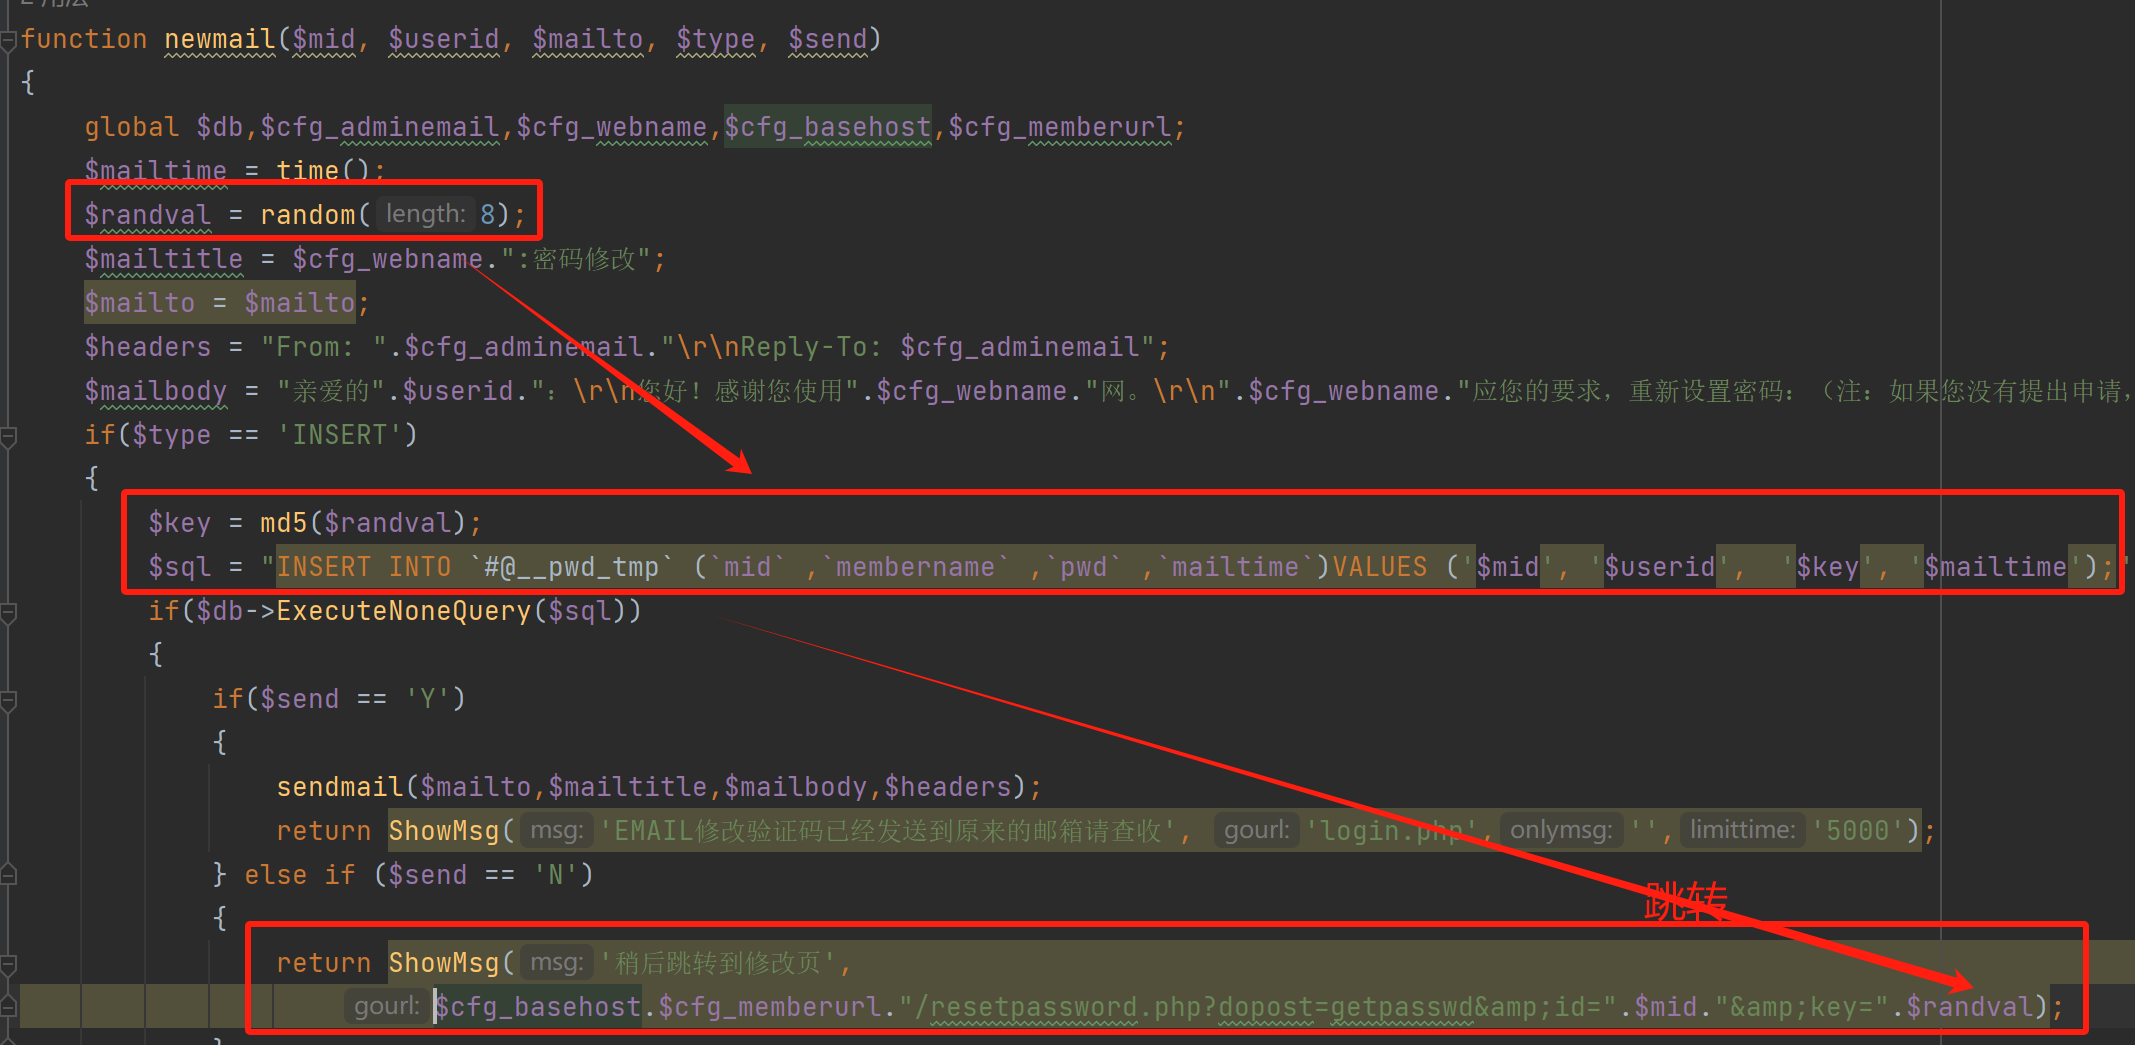 function newmail($mid, $userid, $mailto, $type, $send)
{
global $db,$cfg_adminemail,$cfg_webname,$cfg_basehost,$cfg_memberurl;
$mailtime = time();
$randval = random( length: 8);
$mailtitle = $cfg_webname.":密码修改";
$mailto = $mailto;
$headers = "From: ".$cfg_adminemail."\r\nReply-To: $cfg_adminemail";
$mailbody = "亲爱的".$userid.": \r\n您好！感谢您使用".$cfg_webname."网。\r\n".$cfg_webname."应您的要求，重新设置密码：（注：如果您没有提出申请，
if($type == 'INSERT')
{
$key = md5($randval);
$sql = "INSERT INTO `#@__pwd_tmp` (`mid` ,`membername` ,`pwd` ,`mailtime`)VALUES ('$mid', '$userid',  '$key', '$mailtime');"
if($db->ExecuteNoneQuery($sql))
{
if($send == 'Y')
{
sendmail($mailto,$mailtitle,$mailbody,$headers);
return ShowMsg( msg: 'EMAIL修改验证码已经发送到原来的邮箱请查收', gourl: 'login.php', onlymsg: '', limittime: '5000');
} else if ($send == 'N')
{
跳转
return ShowMsg( msg: '稍后跳转到修改页',
gourl: $cfg_basehost.$cfg_memberurl."/resetpassword.php?dopost=getpasswd&amp;id=".$mid."&amp;key=".$randval);